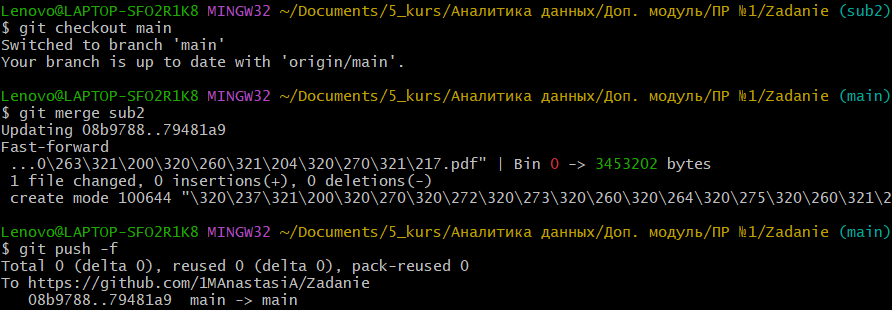 Lenovo@LAPTOP-SFO2R1K8 MINGW32 ~/Documents/5_kurs/Аналитика данных/Доп. модуль/ПР №1/Zadanie (sub2)
$ git checkout main
Switched to branch 'main'
Your branch is up to date with 'origin/main'.
Lenovo@LAPTOP-SFO2R1K8 MINGW32 ~/Documents/5_kurs/Аналитика данных/Доп. модуль/ПР №1/Zadanie (main)
$ git merge sub2
Updating 08b9788..79481a9
Fast-forward
...0\263\321\200\320\260\321\204\320\270\321\217.pdf" | Bin 0 -> 3453202 bytes
1 file changed, 0 insertions(+), 0 deletions(-)
create mode 100644 "\320\237\321\200\320\270\320\272\320\273\320\260\320\264\320\275\320\260\321\2
Lenovo@LAPTOP-SFO2R1K8 MINGW32 ~/Documents/5_kurs/Аналитика данных/Доп. модуль/ПР №1/Zadanie (main)
$ git push -f
Total 0 (delta 0), reused 0 (delta 0), pack-reused 0
To https://github.com/1MAnastasiA/Zadanie
08b9788..79481a9 main -> main